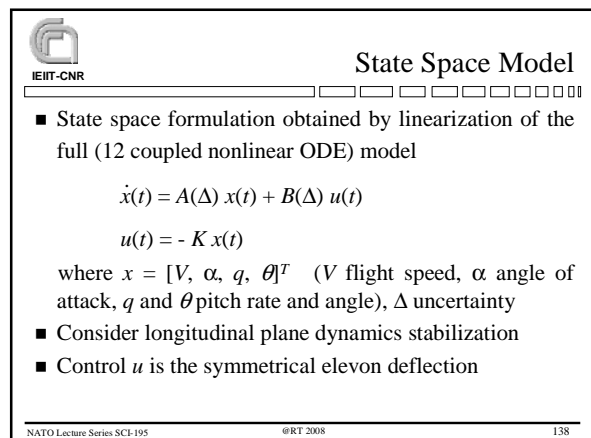 IEIIT-CNR
State Space Model
■ State space formulation obtained by linearization of the
full (12 coupled nonlinear ODE) model
ẋ(t) = A(Δ) x(t) + B(Δ) u(t)
u(t) = - K x(t)
where x = [V, α, q, θ]ᵀ (V flight speed, α angle of
attack, q and θ pitch rate and angle), Δ uncertainty
■ Consider longitudinal plane dynamics stabilization
■ Control u is the symmetrical elevon deflection
NATO Lecture Series SCI-195 @RT 2008 138